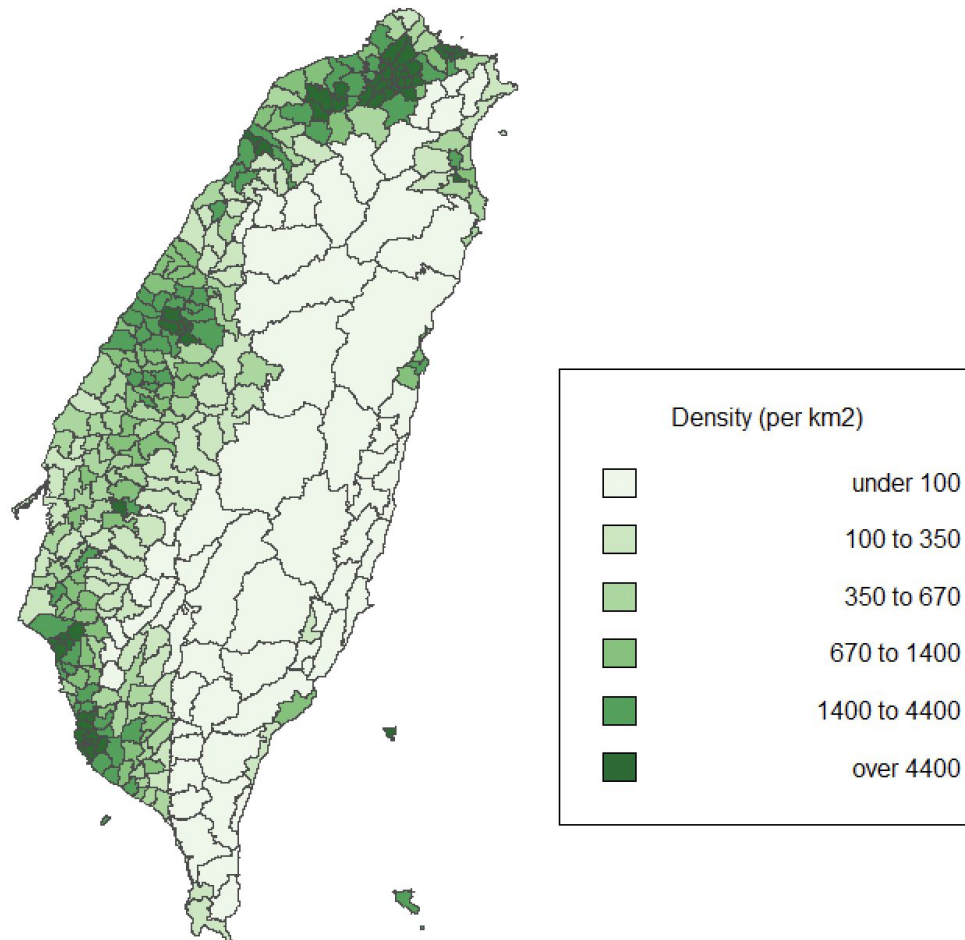 Density (per km2)
under 100
100 to 350
350 to 670
670 to 1400
1400 to 4400
over 4400